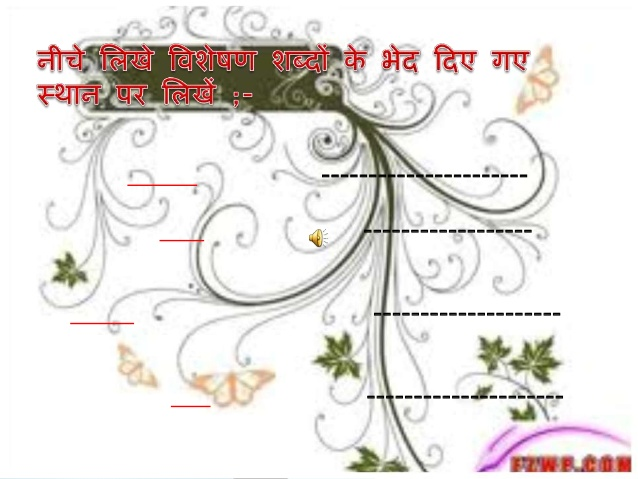 नीचे लिखे विशेषण शब्दों के भेद दिए गए
स्थान पर लिखें ;-
FZWP.COM